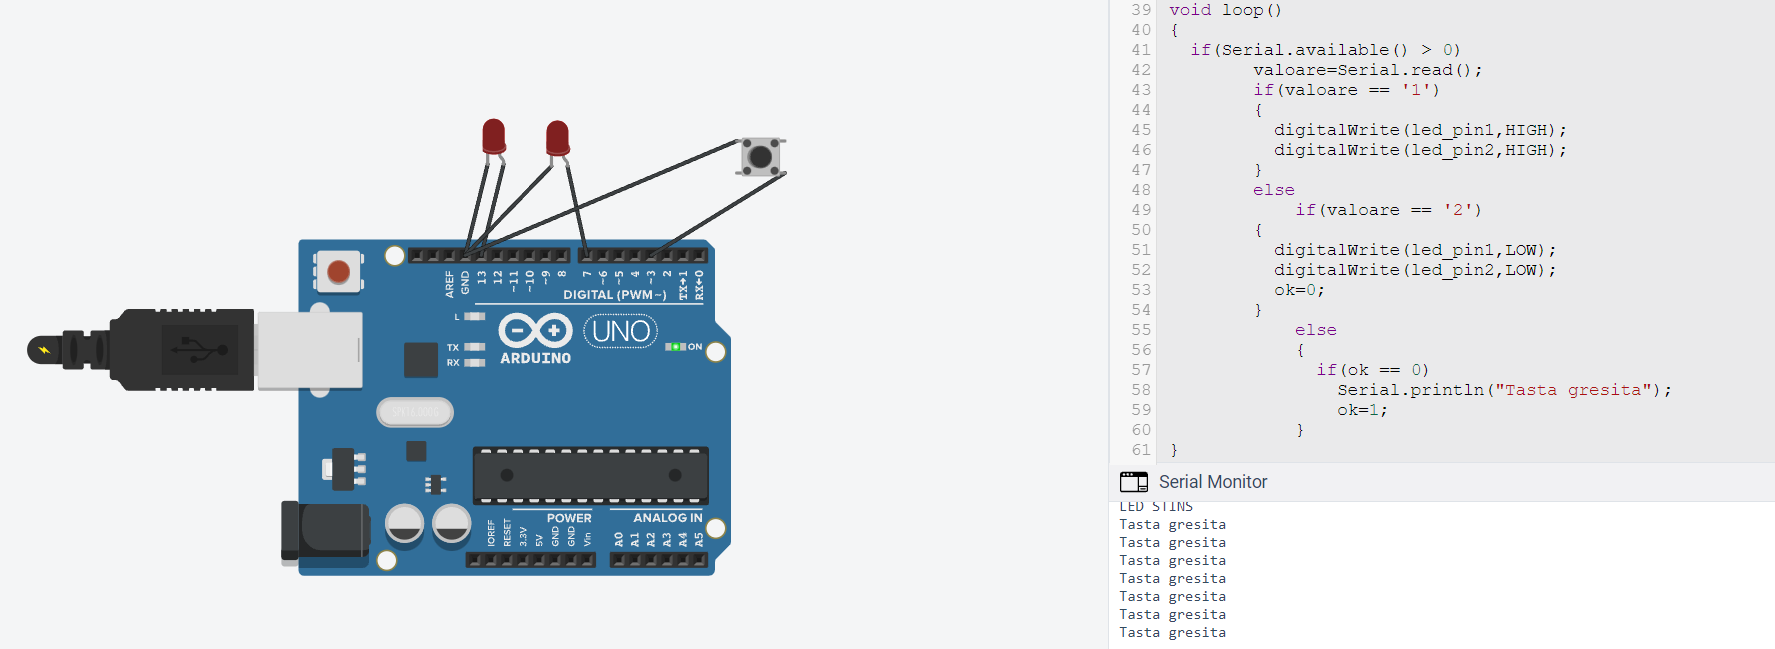 AREF
GND
13
12
~11
~10
~9
8
7
~6
~5
4
~3
2
TX→1
RX←0
DIGITAL (PWM~)
L
TX
RX
UNO
ARDUINO
ON
POWER
ANALOG IN
IOREF
RESET
3.3V
5V
GND
GND
Vin
A0
A1
A2
A3
A4
A5
39 void loop()
40 {
41 if(Serial.available() > 0)
42 valoare=Serial.read();
43 if(valoare == '1')
44 {
45 digitalWrite(led_pin1,HIGH);
46 digitalWrite(led_pin2,HIGH);
47 }
48 else
49 if(valoare == '2')
50 {
51 digitalWrite(led_pin1,LOW);
52 digitalWrite(led_pin2,LOW);
53 ok=0;
54 }
55 else
56 {
57 if(ok == 0)
58 Serial.println("Tasta gresita");
59 ok=1;
60 }
61 }
Serial Monitor
LED STINS
Tasta gresita
Tasta gresita
Tasta gresita
Tasta gresita
Tasta gresita
Tasta gresita
Tasta gresita